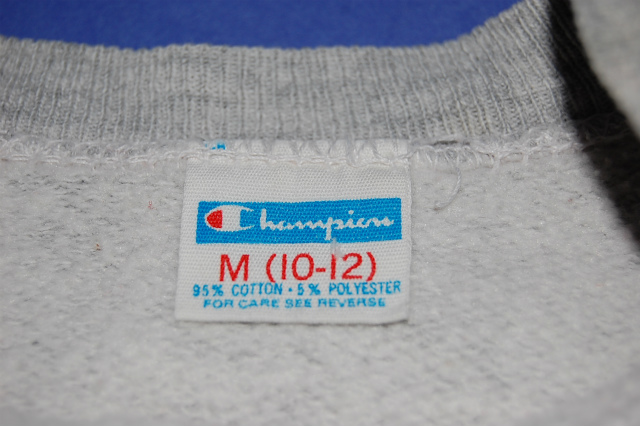 Champion
M (10-12)
95% COTTON · 5% POLYESTER
FOR CARE SEE REVERSE